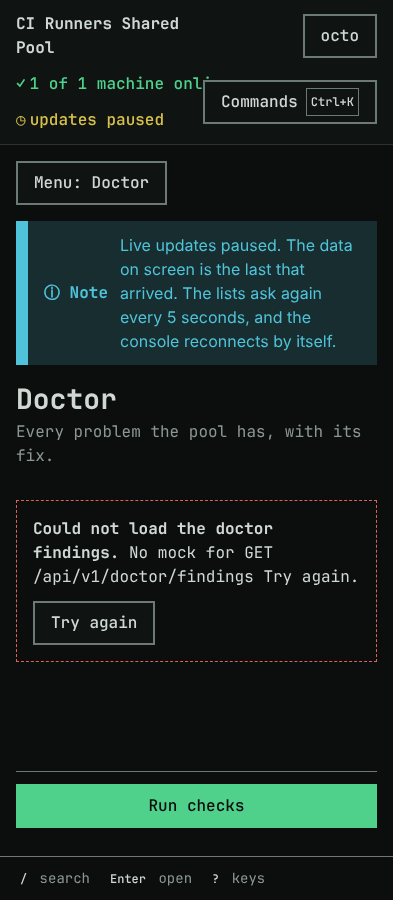 CI Runners Shared
Pool
octo
✓ 1 of 1 machine onli
Commands Ctrl+K
◷ updates paused
Menu: Doctor
ⓘ Note
Live updates paused. The data
on screen is the last that
arrived. The lists ask again
every 5 seconds, and the
console reconnects by itself.
Doctor
Every problem the pool has, with its
fix.
Could not load the doctor
findings. No mock for GET
/api/v1/doctor/findings Try again.
Try again
Run checks
/ search Enter open ? keys